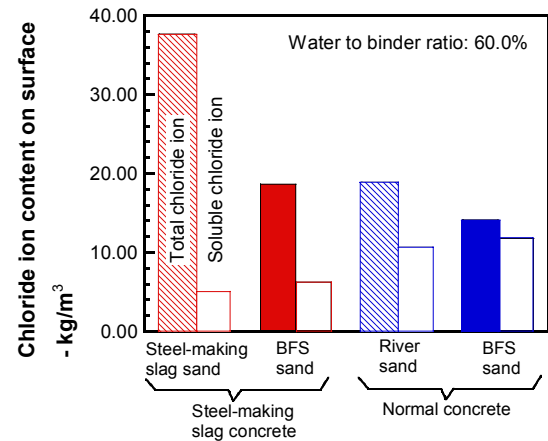 Chloride ion content on surface
- kg/m³
40.00
30.00
20.00
10.00
0.00
Water to binder ratio: 60.0%
Total chloride ion
Soluble chloride ion
Steel-making
slag sand
BFS
sand
River
sand
BFS
sand
Steel-making
slag concrete
Normal concrete